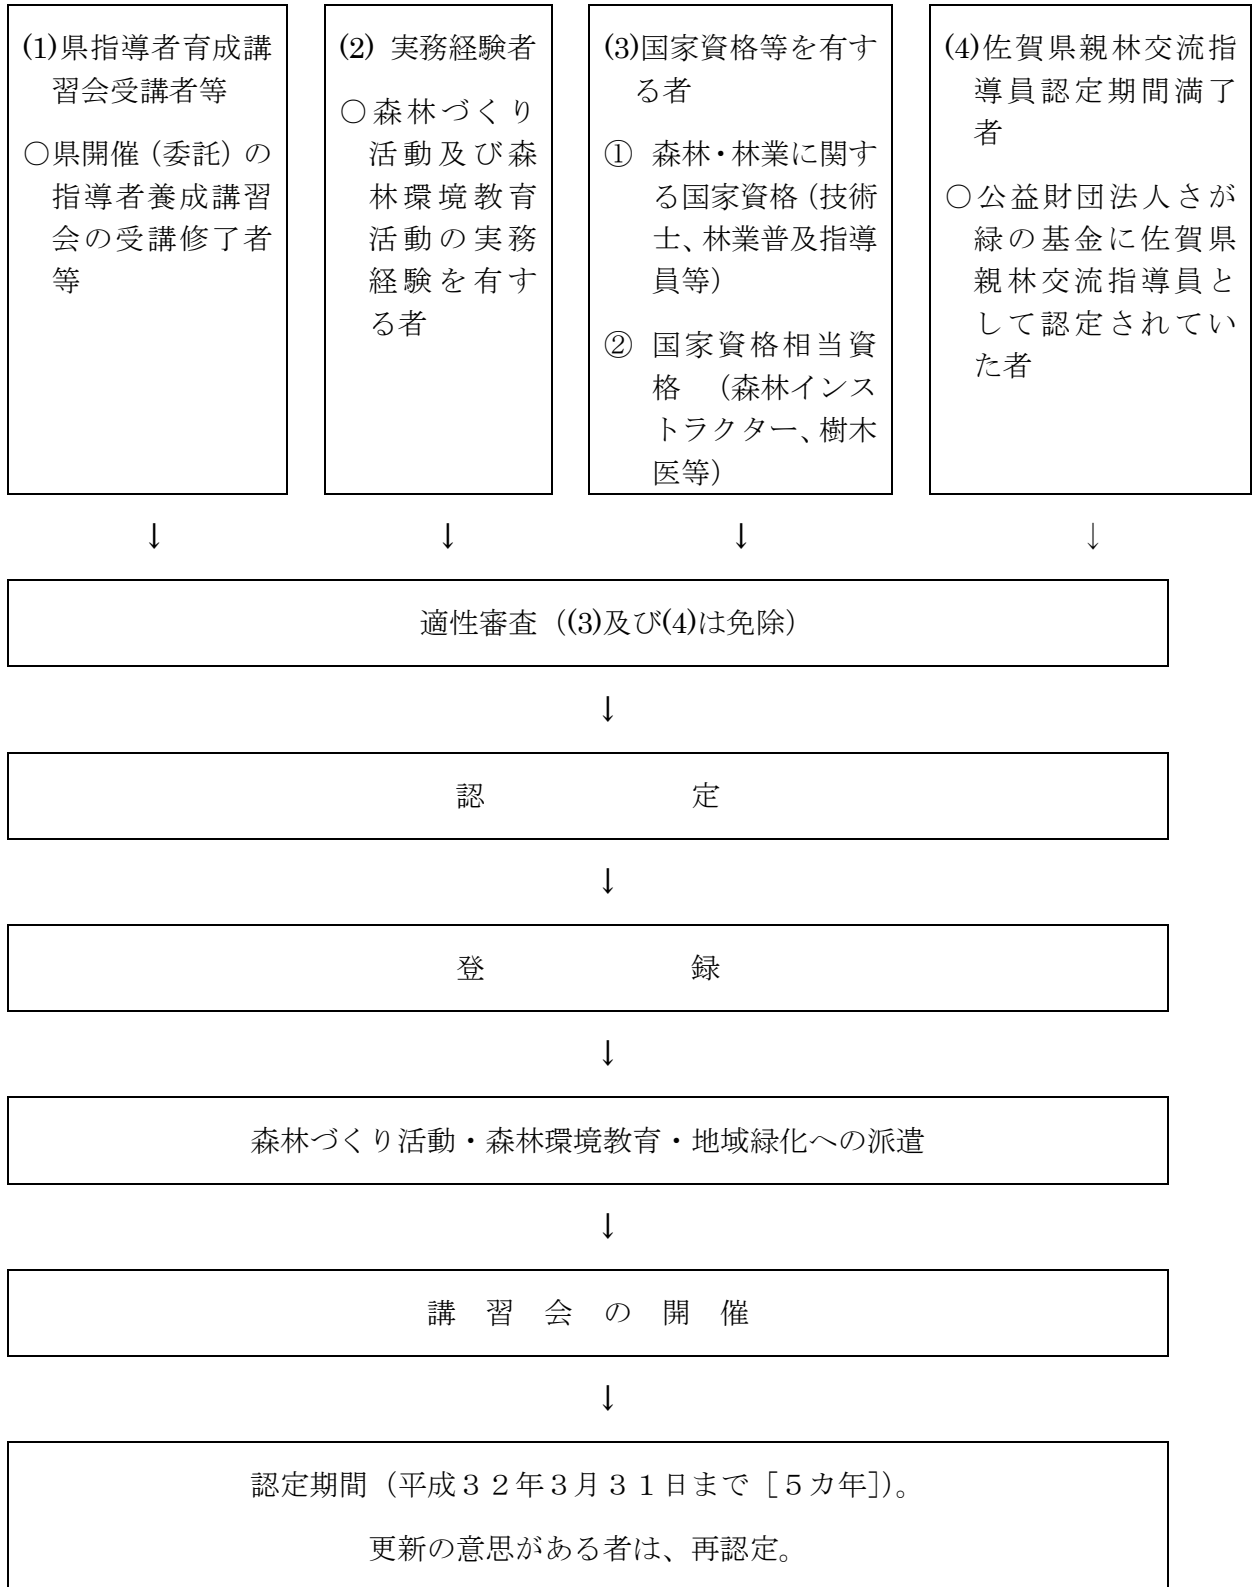 (1)県指導者育成講
習会受講者等
○県開催（委託）の
指導者養成講習
会の受講修了者
等
(2) 実務経験者
○森林づくり
活動及び森
林環境教育
活動の実務
経験を有す
る者
(3)国家資格等を有す
る者
① 森林・林業に関す
る国家資格（技術
士、林業普及指導
員等）
② 国家資格相当資
格 （森林インス
トラクター、樹木
医等）
(4)佐賀県親林交流指
導員認定期間満了
者
○公益財団法人さが
緑の基金に佐賀県
親林交流指導員と
して認定されてい
た者
↓ ↓ ↓ ↓
適性審査（(3)及び(4)は免除）
↓
認 定
↓
登 録
↓
森林づくり活動・森林環境教育・地域緑化への派遣
↓
講 習 会 の 開 催
↓
認定期間（平成３２年３月３１日まで［５カ年］）。
更新の意思がある者は、再認定。